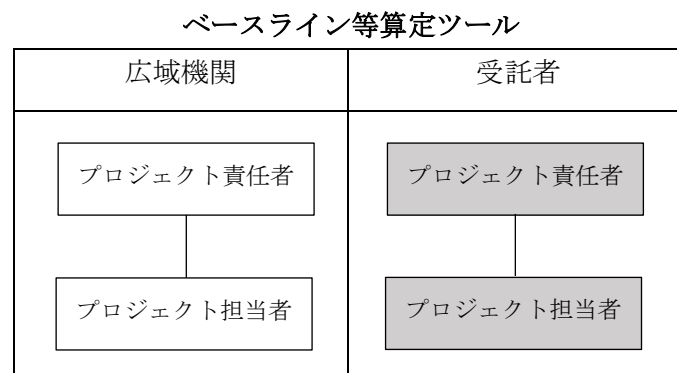 ベースライン等算定ツール
広域機関 受託者
プロジェクト責任者 プロジェクト責任者
プロジェクト担当者 プロジェクト担当者